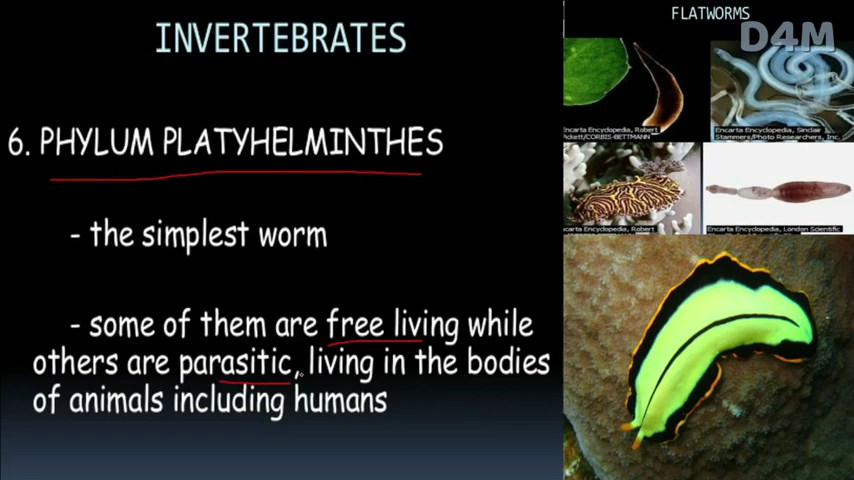 INVERTEBRATES
6. PHYLUM PLATYHELMINTHES
- the simplest worm
- some of them are free living while
others are parasitic, living in the bodies
of animals including humans
FLATWORMS
D4M
Encarta Encyclopedia, Robert
Pickett/CORBIS-BETTMANN
Encarta Encyclopedia, Sinclair
Stammers/Photo Researchers, Inc.
Encarta Encyclopedia, Robert
Encarta Encyclopedia, London Scientific